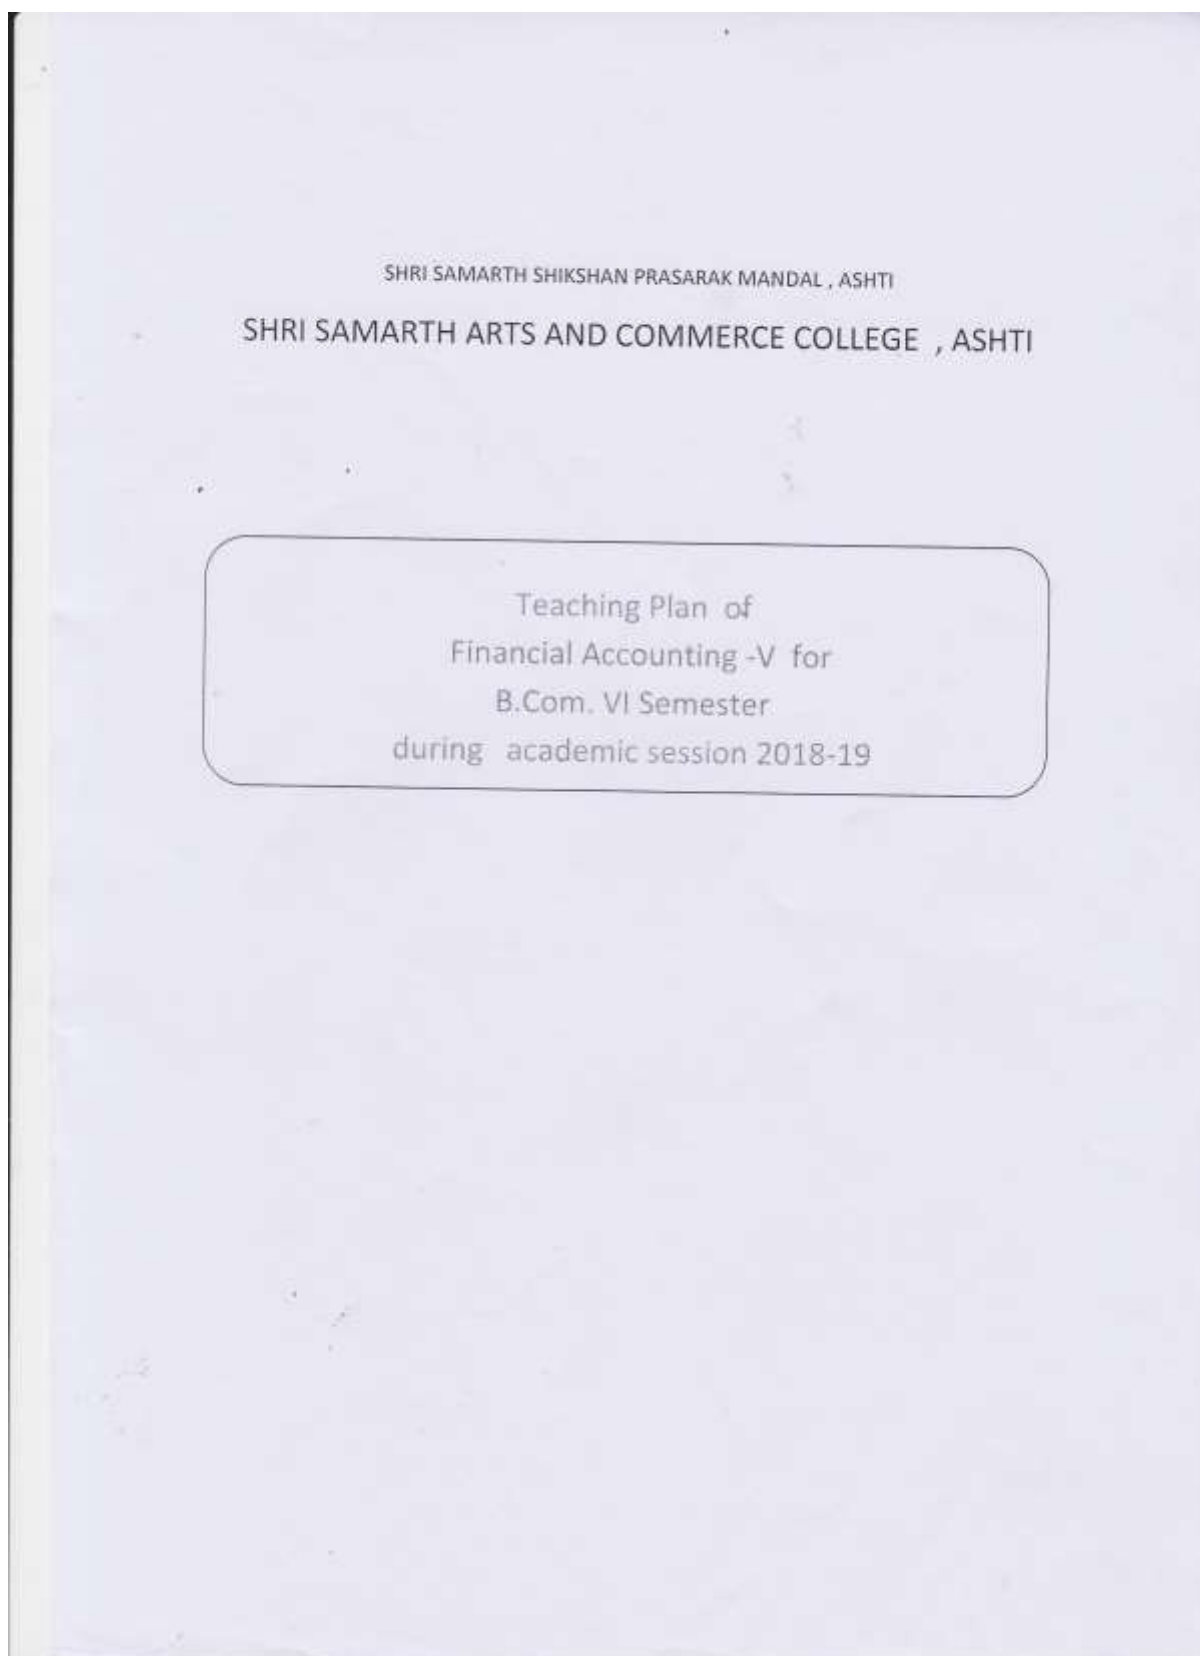 SHRI SAMARTH SHIKSHAN PRASARAK MANDAL , ASHTI
SHRI SAMARTH ARTS AND COMMERCE COLLEGE , ASHTI
Teaching Plan of
Financial Accounting -V for
B.Com. VI Semester
during academic session 2018-19